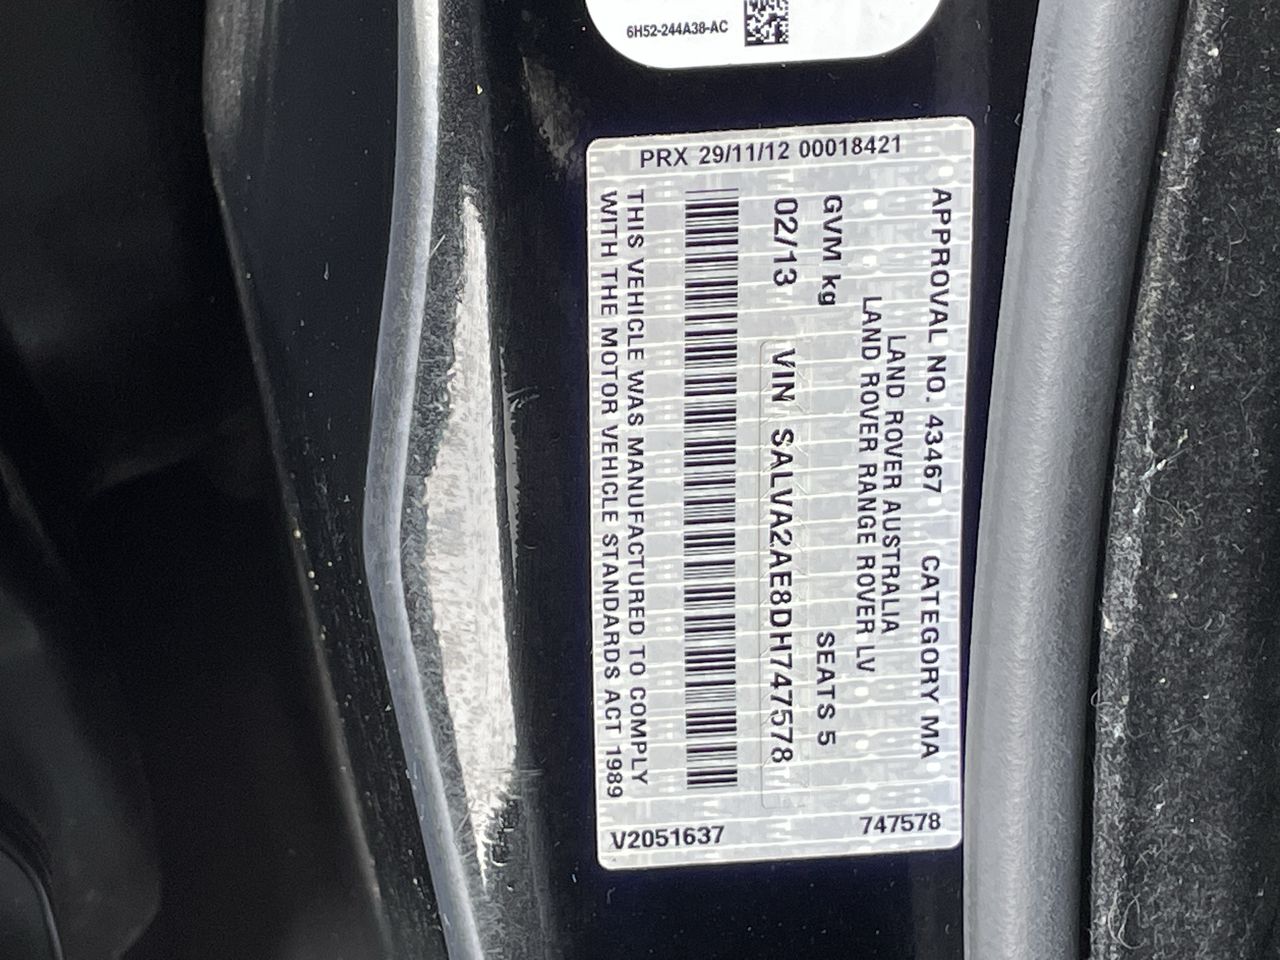 6H52-244A38-AC
PRX 29/11/12 00018421
APPROVAL NO. 43467 CATEGORY MA
LAND ROVER AUSTRALIA
LAND ROVER RANGE ROVER LV
GVM kg SEATS 5
02/13 VIN SALVA2AE8DH747578
THIS VEHICLE WAS MANUFACTURED TO COMPLY
WITH THE MOTOR VEHICLE STANDARDS ACT 1989
V2051637 747578